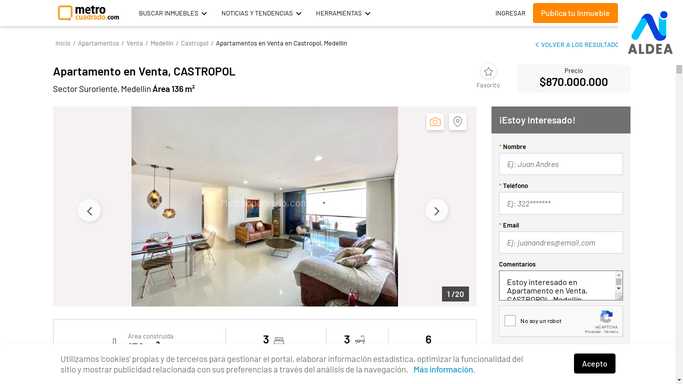 metro
cuadrado.com
BUSCAR INMUEBLES
NOTICIAS Y TENDENCIAS
HERRAMIENTAS
INGRESAR
Publica tu Inmueble
ALDEA
Inicio / Apartamentos / Venta / Medellín / Castropol / Apartamentos en Venta en Castropol, Medellín
VOLVER A LOS RESULTADO
Apartamento en Venta, CASTROPOL
Sector Suroriente, Medellín Área 136 m²
Favorito
Precio
$870.000.000
¡Estoy Interesado!
* Nombre
Ej: Juan Andres
* Teléfono
Ej: 322*******
* Email
Ej: juanandres@email.com
Comentarios
Estoy interesado en
Apartamento en Venta,
CASTROPOL, Medellín
No soy un robot
reCAPTCHA
Privacidad - Términos
Metrocuadrado.com
1 / 20
Área construida
3
3
6
Utilizamos 'cookies' propias y de terceros para gestionar el portal, elaborar información estadística, optimizar la funcionalidad del
sitio y mostrar publicidad relacionada con sus preferencias a través del análisis de la navegación. Más información.
Acepto